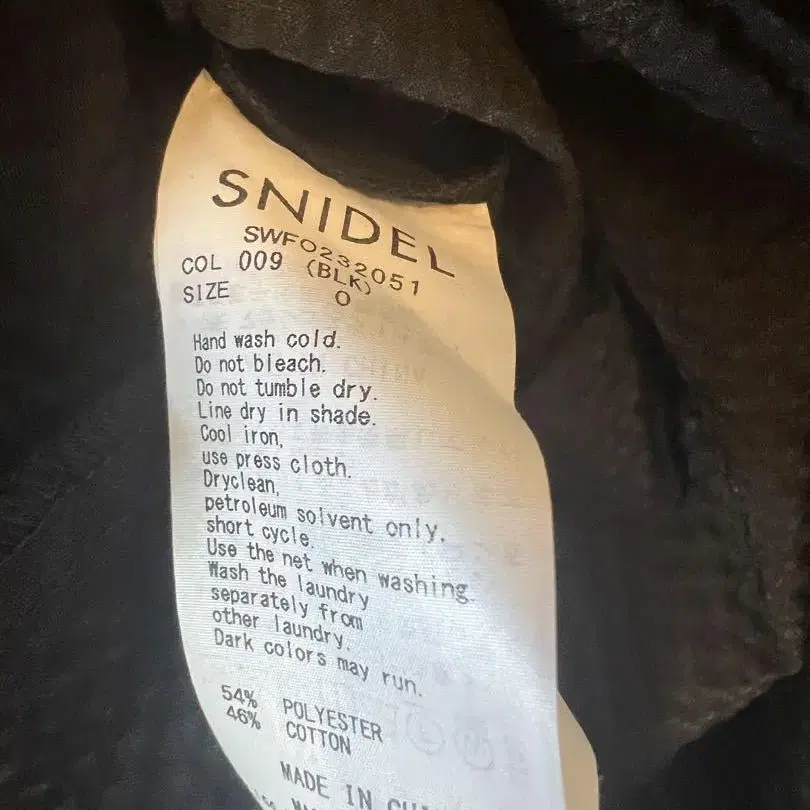 SNIDEL
SWFO232051
COL 009 (BLK)
SIZE 0
Hand wash cold.
Do not bleach.
Do not tumble dry.
Line dry in shade.
Cool iron,
use press cloth.
Dryclean,
petroleum solvent only,
short cycle.
Use the net when washing.
Wash the laundry
separately from
other laundry.
Dark colors may run.
54% POLYESTER
46% COTTON
MADE IN